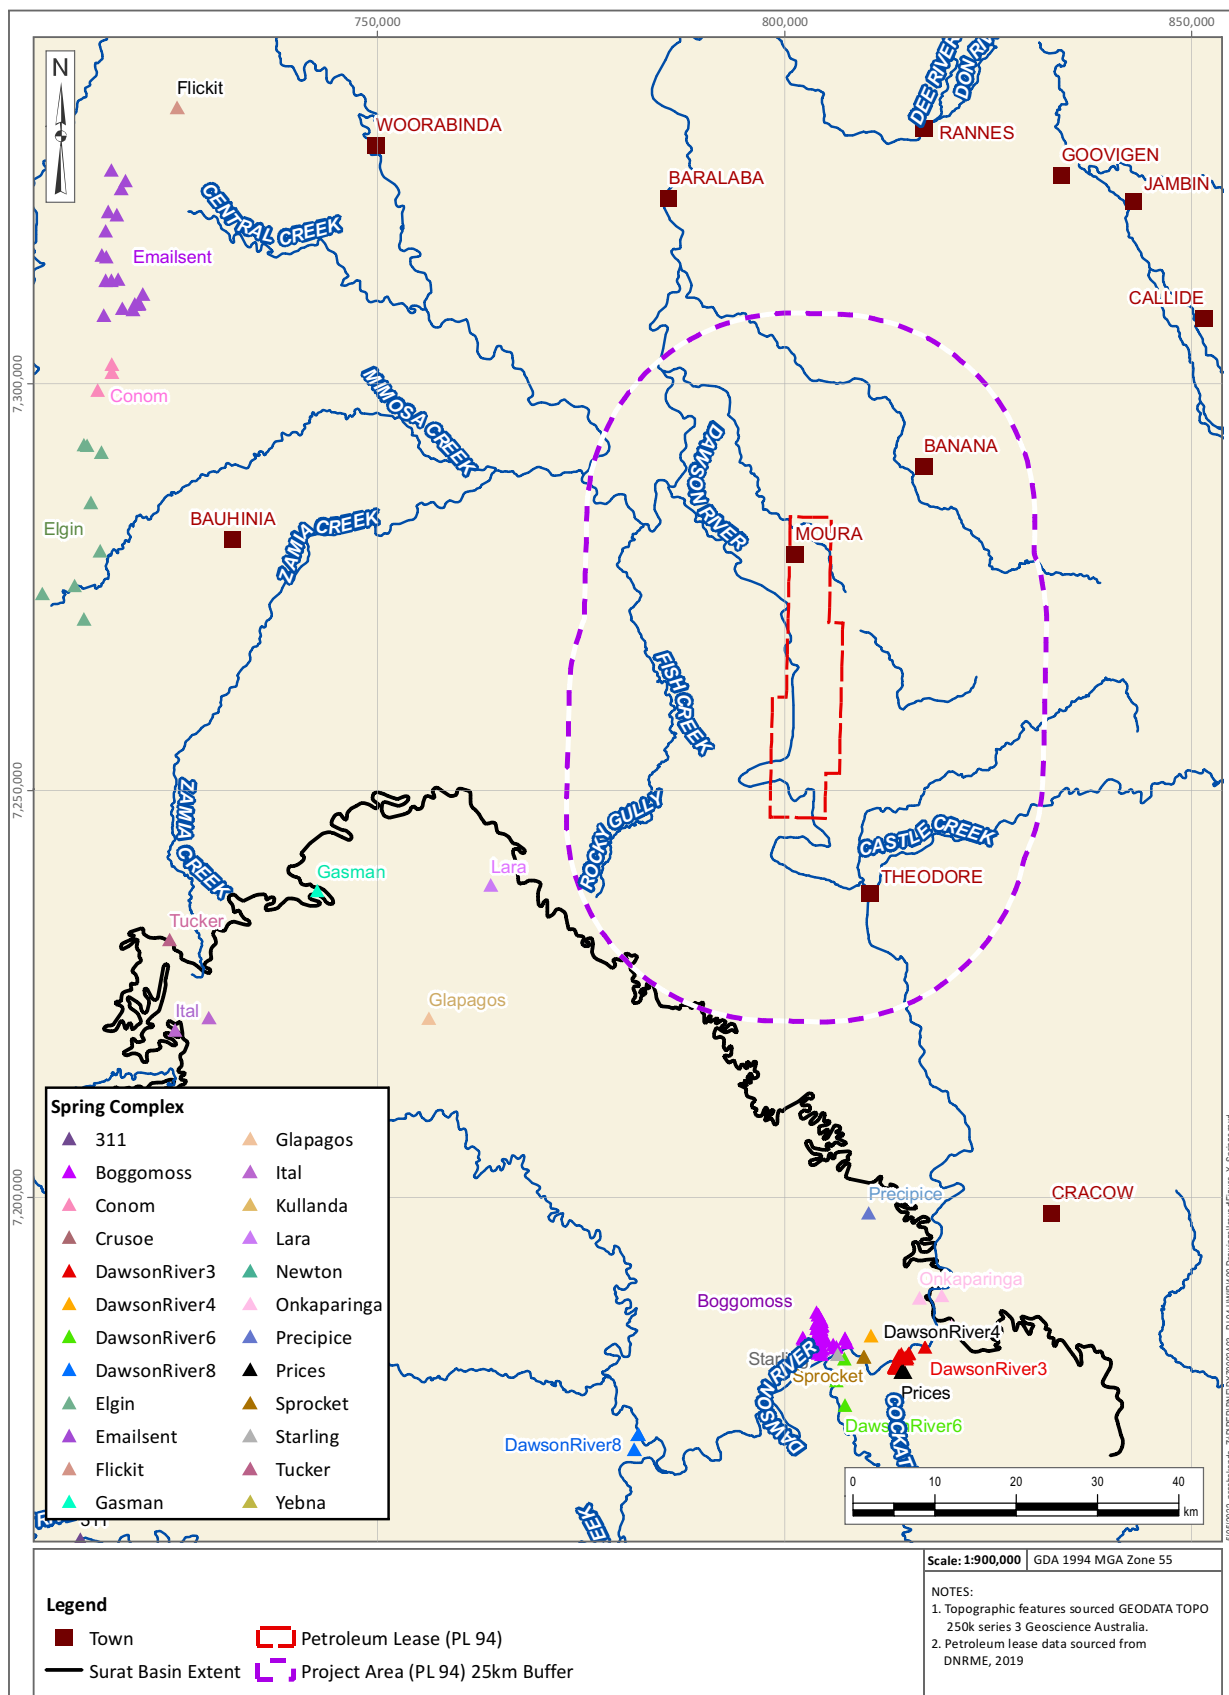 750,000
800,000
850,000
N
Flickit
WOORABINDA
DEE RIVER
RANNES
GOOVIGEN
BARALABA
JAMBIN
CENTRAL CREEK
Emailsent
CALLIDE
7,300,000
MIMOSA CREEK
Conom
DAWSON RIVER
BANANA
Elgin
BAUHINIA
ZAMIA CREEK
MOURA
FISH CREEK
7,250,000
ZAMIA CREEK
ROCKY GULLY
CASTLE CREEK
Gasman
Lara
THEODORE
Tucker
Ital
Glapagos
7,200,000
Precipice
CRACOW
Onkaparinga
Boggomoss
DawsonRiver4
DawsonRiver3
Sprocket
Prices
DAWSON RIVER
DawsonRiver6
DawsonRiver8
Spring Complex
311
Boggomoss
Conom
Crusoe
DawsonRiver3
DawsonRiver4
DawsonRiver6
DawsonRiver8
Elgin
Emailsent
Flickit
Gasman
Glapagos
Ital
Kullanda
Lara
Newton
Onkaparinga
Precipice
Prices
Sprocket
Starling
Tucker
Yebna
0 10 20 30 40
km
Scale: 1:900,000
GDA 1994 MGA Zone 55
Legend
Town
Surat Basin Extent
Petroleum Lease (PL 94)
Project Area (PL 94) 25km Buffer
NOTES:
1. Topographic features sourced GEODATA TOPO
250k series 3 Geoscience Australia.
2. Petroleum lease data sourced from
DNRME, 2019